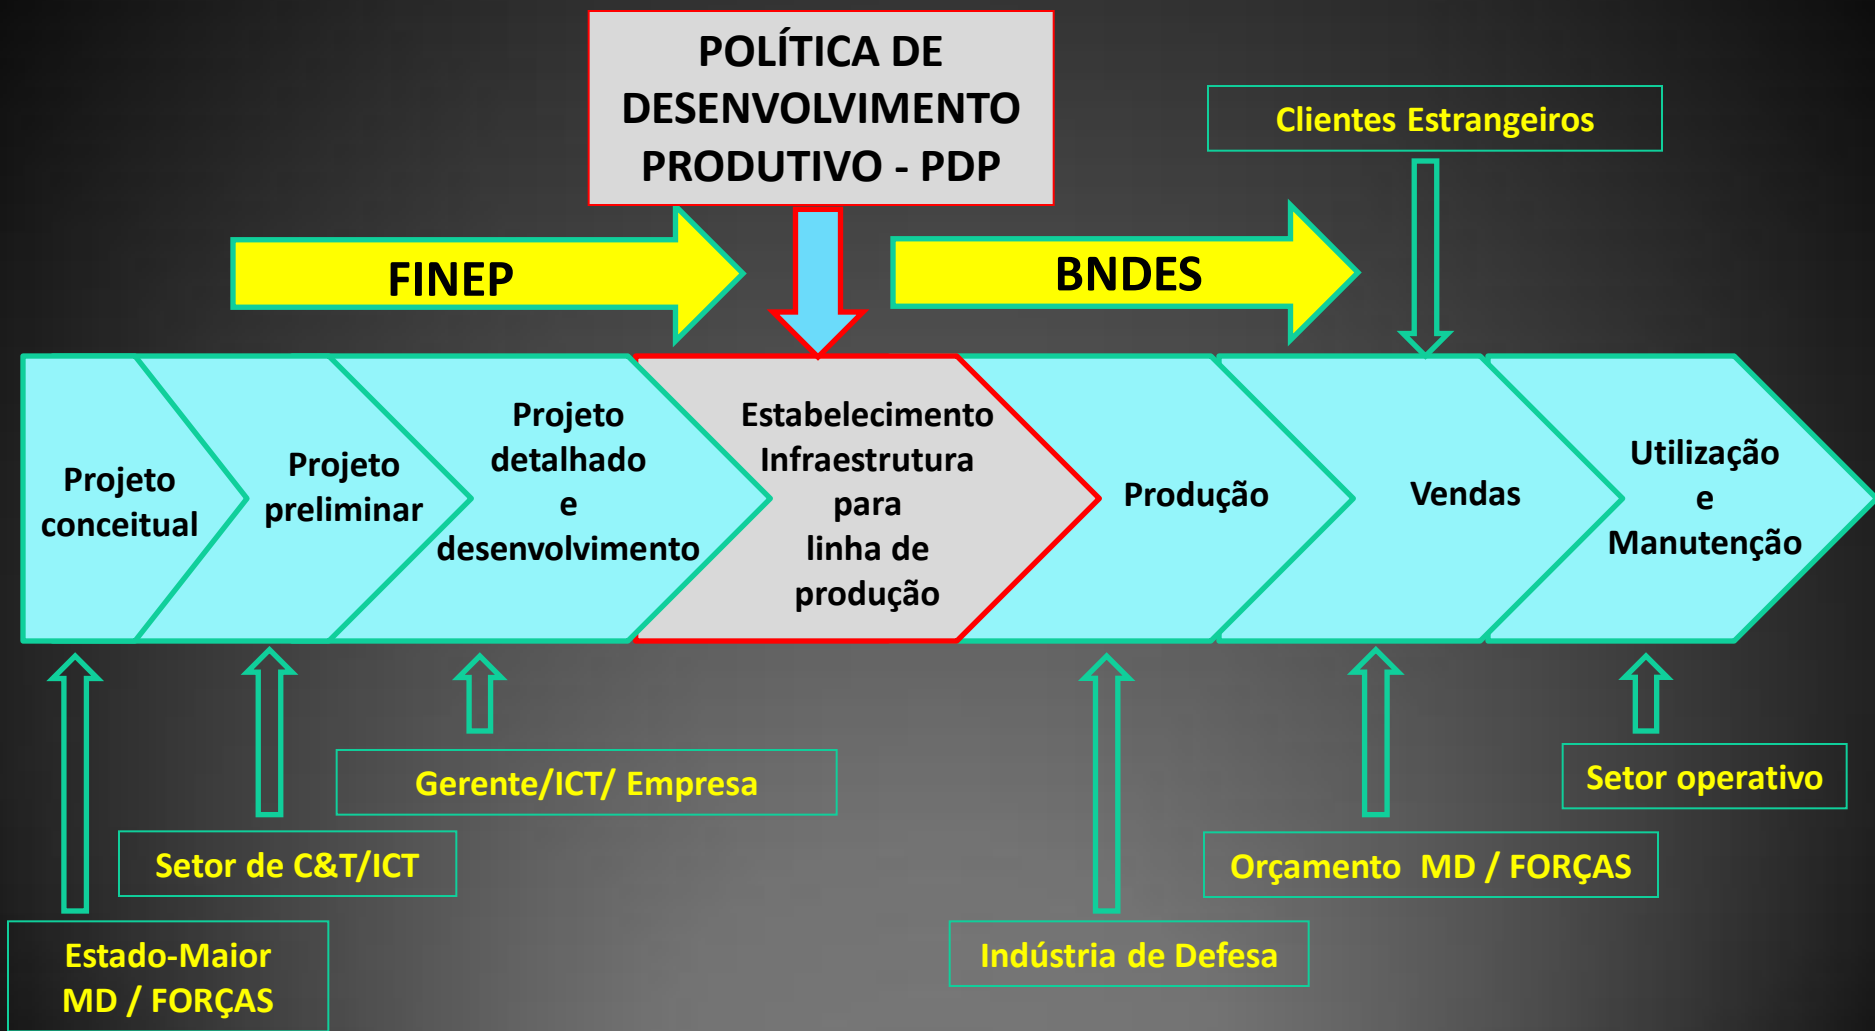 POLÍTICA DE
DESENVOLVIMENTO
PRODUTIVO - PDP
Clientes Estrangeiros
FINEP
BNDES
Projeto
conceitual
Projeto
preliminar
Projeto
detalhado
e
desenvolvimento
Estabelecimento
Infraestrutura
para
linha de
produção
Produção
Vendas
Utilização
e
Manutenção
Gerente/ICT/ Empresa
Setor operativo
Setor de C&T/ICT
Orçamento MD / FORÇAS
Estado-Maior
MD / FORÇAS
Indústria de Defesa